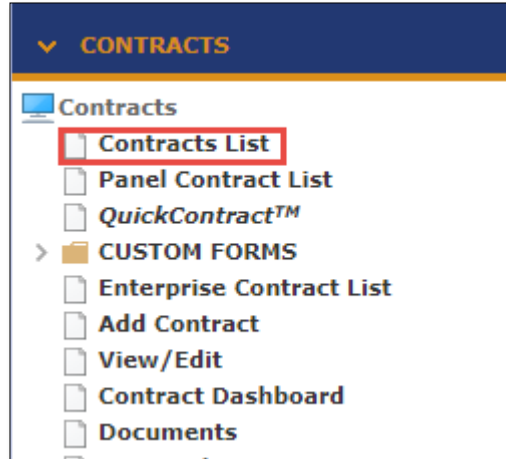 CONTRACTS
Contracts
Contracts List
Panel Contract List
QuickContract™
CUSTOM FORMS
Enterprise Contract List
Add Contract
View/Edit
Contract Dashboard
Documents